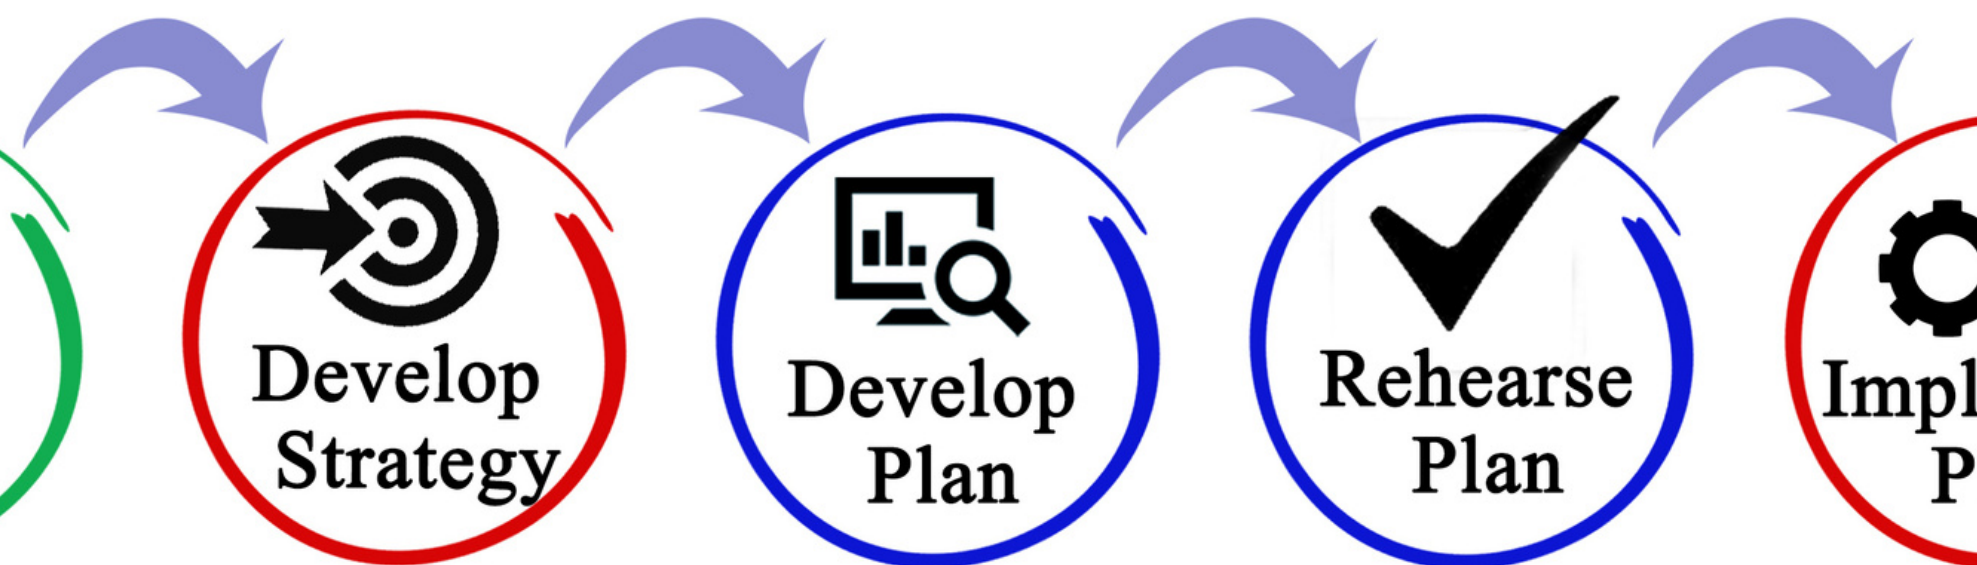 Develop
Strategy
Develop
Plan
Rehearse
Plan